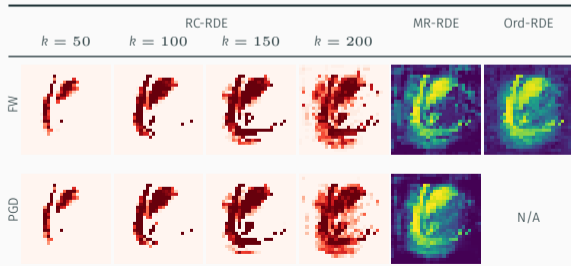 RC-RDE MR-RDE Ord-RDE
k = 50 k = 100 k = 150 k = 200
FW
PGD N/A